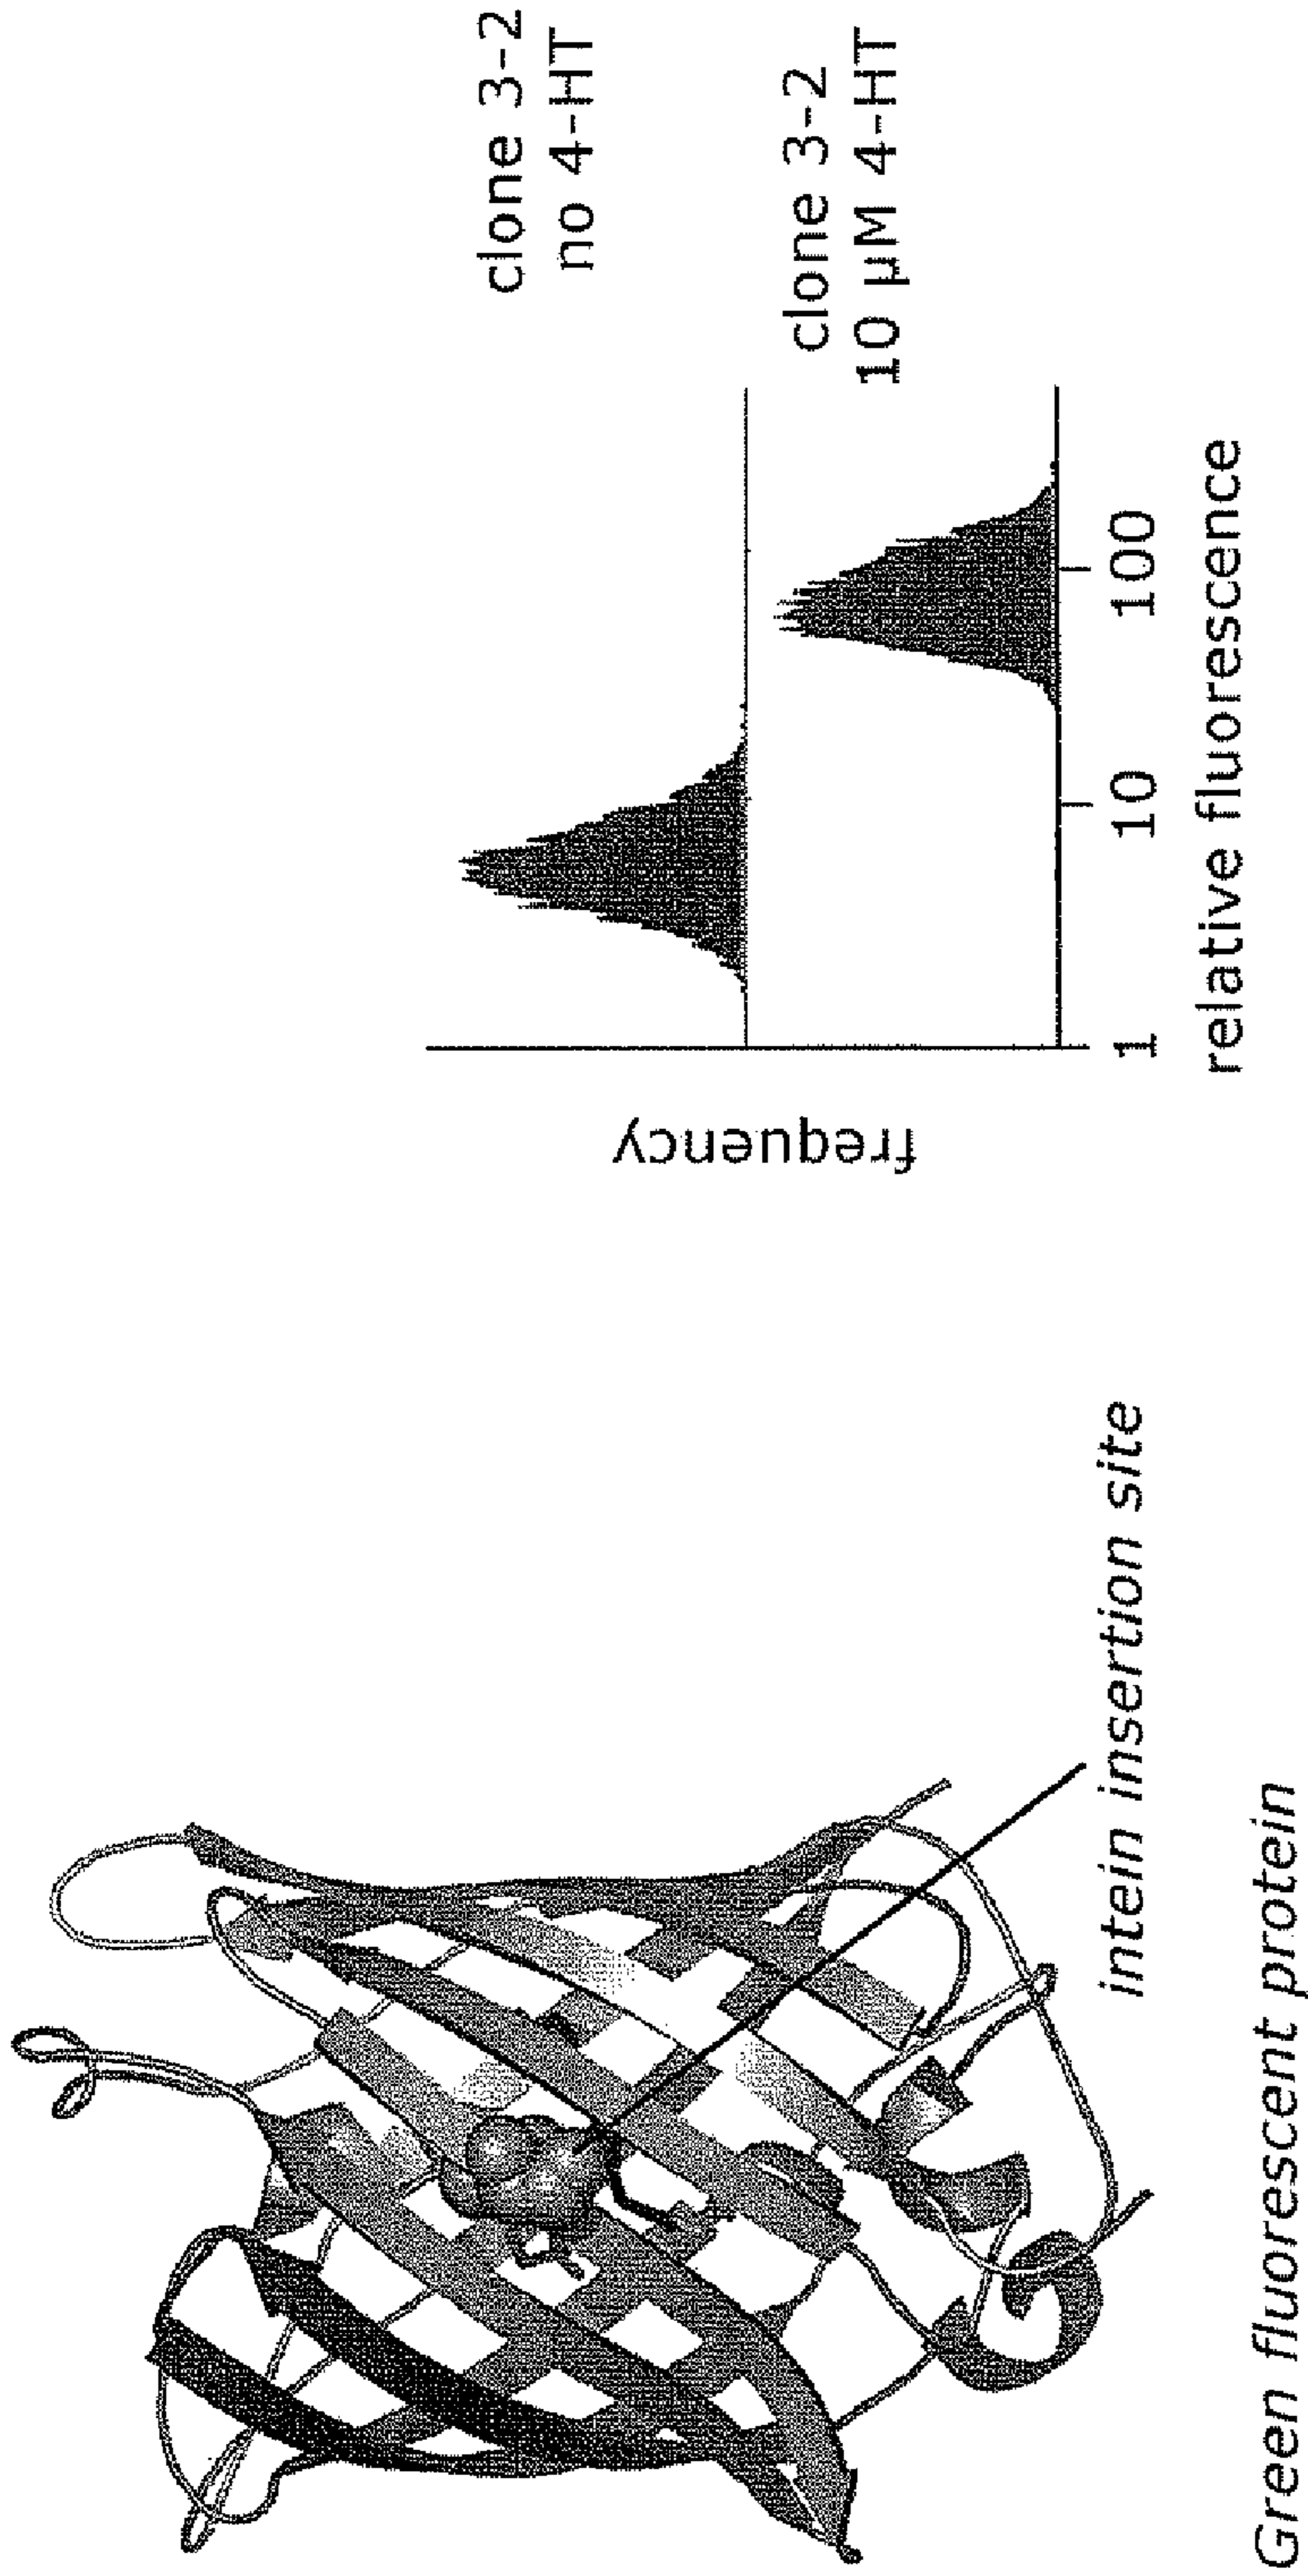 Green fluorescent protein
intein insertion site
frequency
clone 3-2
no 4-HT
clone 3-2
10 µM 4-HT
1 10 100
relative fluorescence